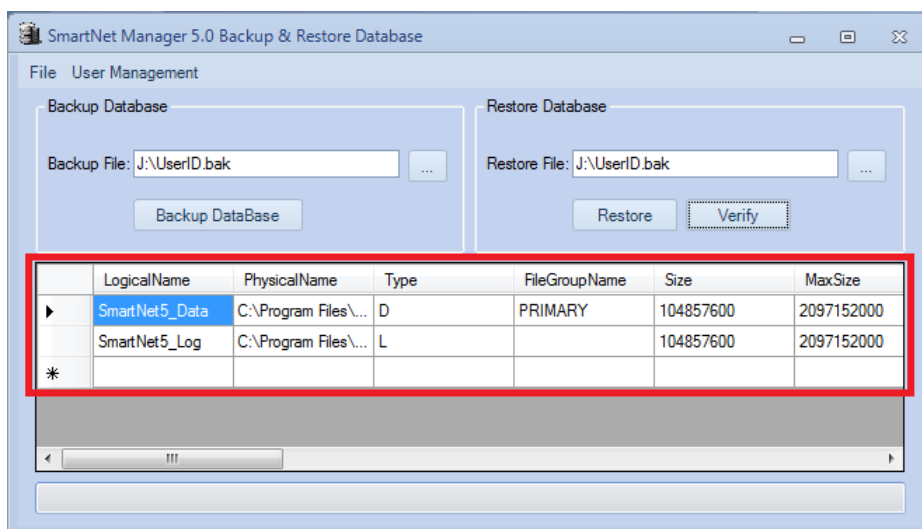 SmartNet Manager 5.0 Backup & Restore Database
File User Management
Backup Database Restore Database
Backup File: J:\UserID.bak ... Restore File: J:\UserID.bak ...
Backup DataBase Restore Verify
LogicalName PhysicalName Type FileGroupName Size MaxSize
SmartNet5_Data C:\Program Files\... D PRIMARY 104857600 2097152000
SmartNet5_Log C:\Program Files\... L 104857600 2097152000